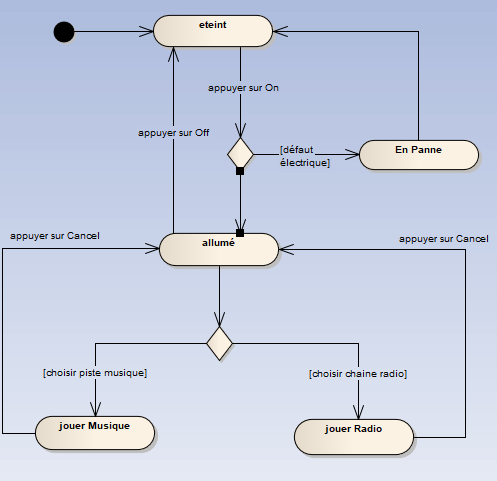 eteint
appuyer sur On
appuyer sur Off
[défaut
électrique]
En Panne
appuyer sur Cancel
allumé
appuyer sur Cancel
[choisir piste musique]
[choisir chaine radio]
jouer Musique
jouer Radio